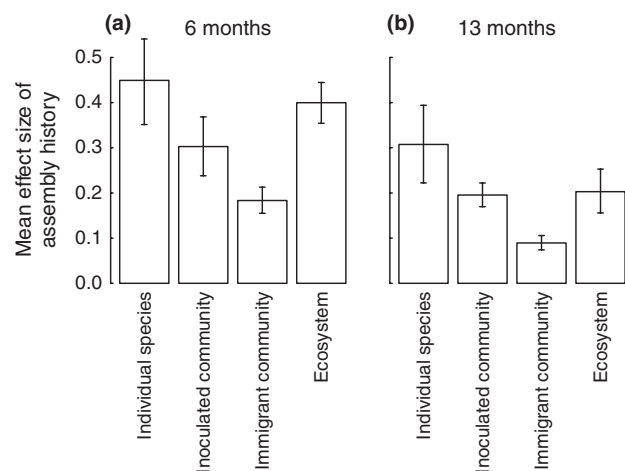 (a) 6 months
(b) 13 months
Mean effect size of
assembly history
0.5
0.4
0.3
0.2
0.1
0.0
Individual species
Inoculated community
Immigrant community
Ecosystem
Individual species
Inoculated community
Immigrant community
Ecosystem